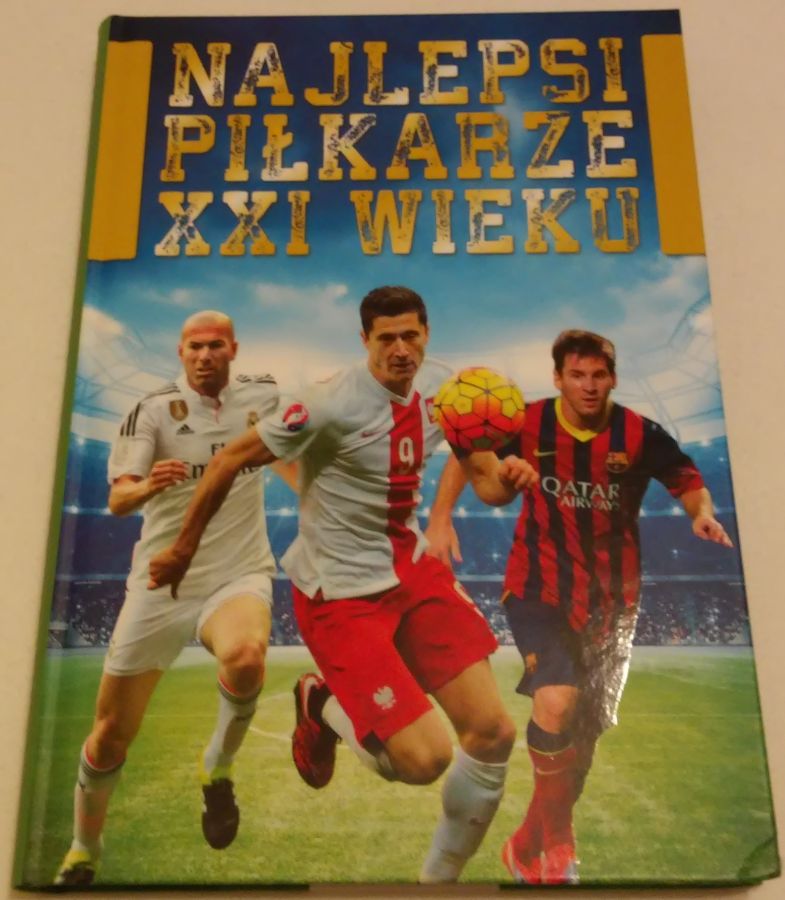 NAJLEPSI
PIŁKARZE
XXI WIEKU
9
QATAR
AIRWAYS